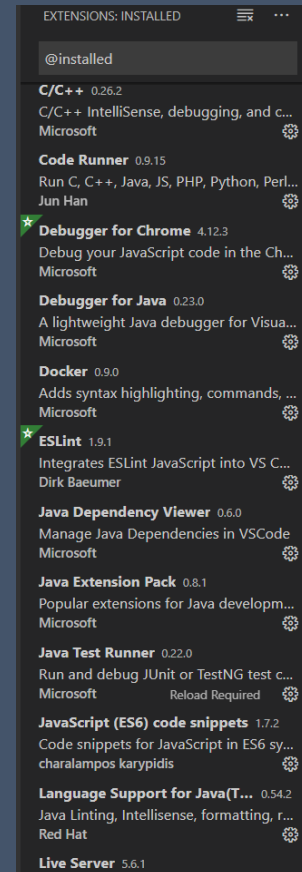 EXTENSIONS: INSTALLED
@installed
C/C++ 0.26.2
C/C++ IntelliSense, debugging, and c...
Microsoft
Code Runner 0.9.15
Run C, C++, Java, JS, PHP, Python, Perl...
Jun Han
Debugger for Chrome 4.12.3
Debug your JavaScript code in the Ch...
Microsoft
Debugger for Java 0.23.0
A lightweight Java debugger for Visua...
Microsoft
Docker 0.9.0
Adds syntax highlighting, commands, ...
Microsoft
ESLint 1.9.1
Integrates ESLint JavaScript into VS C...
Dirk Baeumer
Java Dependency Viewer 0.6.0
Manage Java Dependencies in VSCode
Microsoft
Java Extension Pack 0.8.1
Popular extensions for Java developm...
Microsoft
Java Test Runner 0.22.0
Run and debug JUnit or TestNG test c...
Microsoft Reload Required
JavaScript (ES6) code snippets 1.7.2
Code snippets for JavaScript in ES6 sy...
charalampos karypidis
Language Support for Java(T... 0.54.2
Java Linting, Intellisense, formatting, r...
Red Hat
Live Server 5.6.1